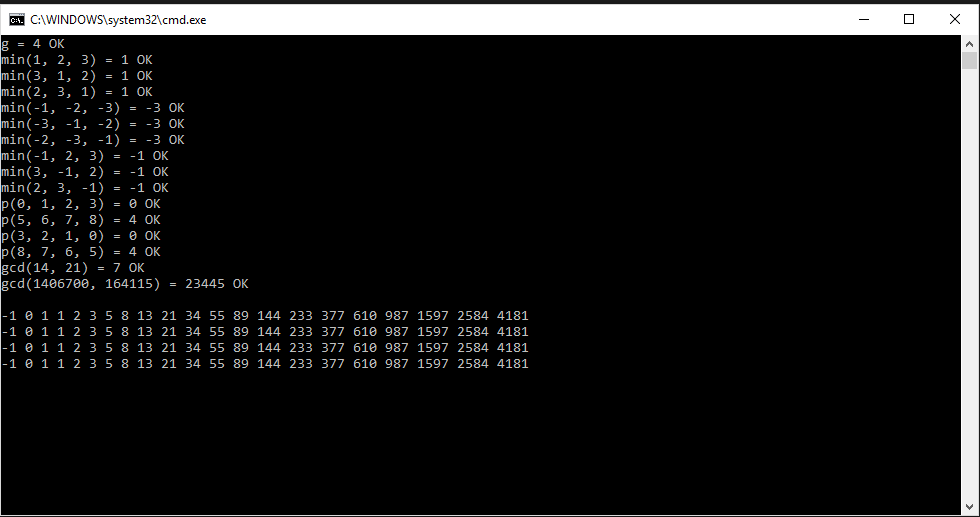 C:\WINDOWS\system32\cmd.exe
g = 4 OK
min(1, 2, 3) = 1 OK
min(3, 1, 2) = 1 OK
min(2, 3, 1) = 1 OK
min(-1, -2, -3) = -3 OK
min(-3, -1, -2) = -3 OK
min(-2, -3, -1) = -3 OK
min(-1, 2, 3) = -1 OK
min(3, -1, 2) = -1 OK
min(2, 3, -1) = -1 OK
p(0, 1, 2, 3) = 0 OK
p(5, 6, 7, 8) = 4 OK
p(3, 2, 1, 0) = 0 OK
p(8, 7, 6, 5) = 4 OK
gcd(14, 21) = 7 OK
gcd(1406700, 164115) = 23445 OK
-1 0 1 1 2 3 5 8 13 21 34 55 89 144 233 377 610 987 1597 2584 4181
-1 0 1 1 2 3 5 8 13 21 34 55 89 144 233 377 610 987 1597 2584 4181
-1 0 1 1 2 3 5 8 13 21 34 55 89 144 233 377 610 987 1597 2584 4181
-1 0 1 1 2 3 5 8 13 21 34 55 89 144 233 377 610 987 1597 2584 4181